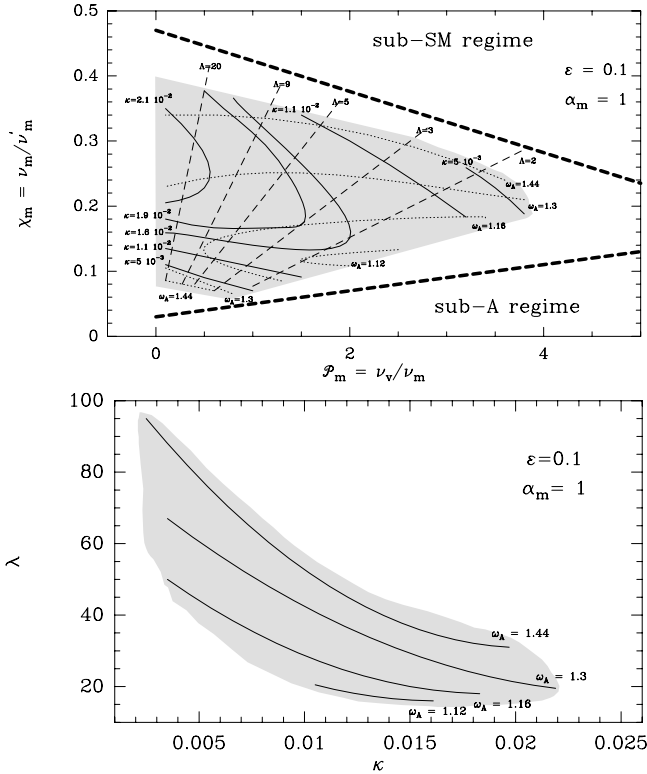 0.5
sub-SM regime
ε = 0.1
α_m = 1
Λ=20
Λ=9
Λ=5
Λ=3
Λ=2
κ=2.1 10⁻²
κ=1.1 10⁻²
κ=5 10⁻³
0.4
0.3
0.2
0.1
0
χ_m = ν_m/ν'_m
ω_A=1.44
ω_A=1.3
ω_A=1.16
κ=1.9 10⁻²
κ=1.6 10⁻²
κ=1.1 10⁻²
κ=5 10⁻³
ω_A=1.12
ω_A=1.44
ω_A=1.3
sub-A regime
0 2 4
𝒫_m = ν_v/ν_m
100
80
60
40
20
λ
ε=0.1
α_m= 1
ω_A = 1.44
ω_A = 1.3
ω_A = 1.16
ω_A = 1.12
0.005 0.01 0.015 0.02 0.025
κ